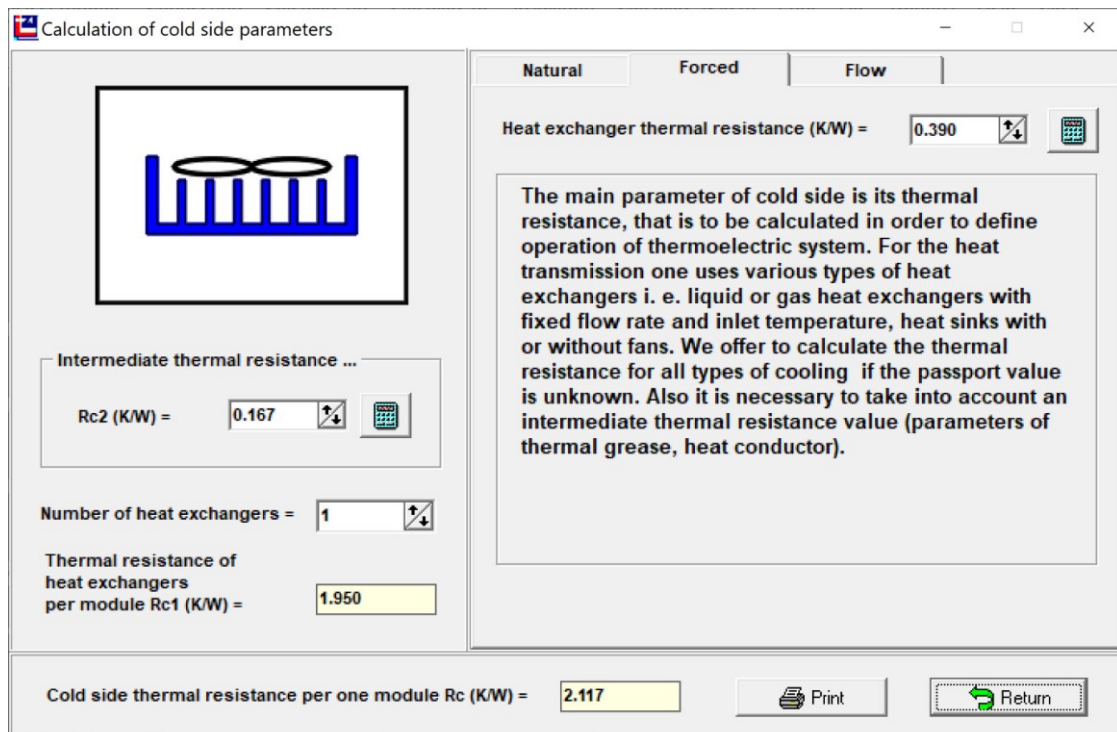 Calculation of cold side parameters
Natural
Forced
Flow
Heat exchanger thermal resistance (K/W) =
0.390
The main parameter of cold side is its thermal
resistance, that is to be calculated in order to define
operation of thermoelectric system. For the heat
transmission one uses various types of heat
exchangers i. e. liquid or gas heat exchangers with
fixed flow rate and inlet temperature, heat sinks with
or without fans. We offer to calculate the thermal
resistance for all types of cooling  if the passport value
is unknown. Also it is necessary to take into account an
intermediate thermal resistance value (parameters of
thermal grease, heat conductor).
Intermediate thermal resistance ...
Rc2 (K/W) =
0.167
Number of heat exchangers =
1
Thermal resistance of
heat exchangers
per module Rc1 (K/W) =
1.950
Cold side thermal resistance per one module Rc (K/W) =
2.117
Print
Return